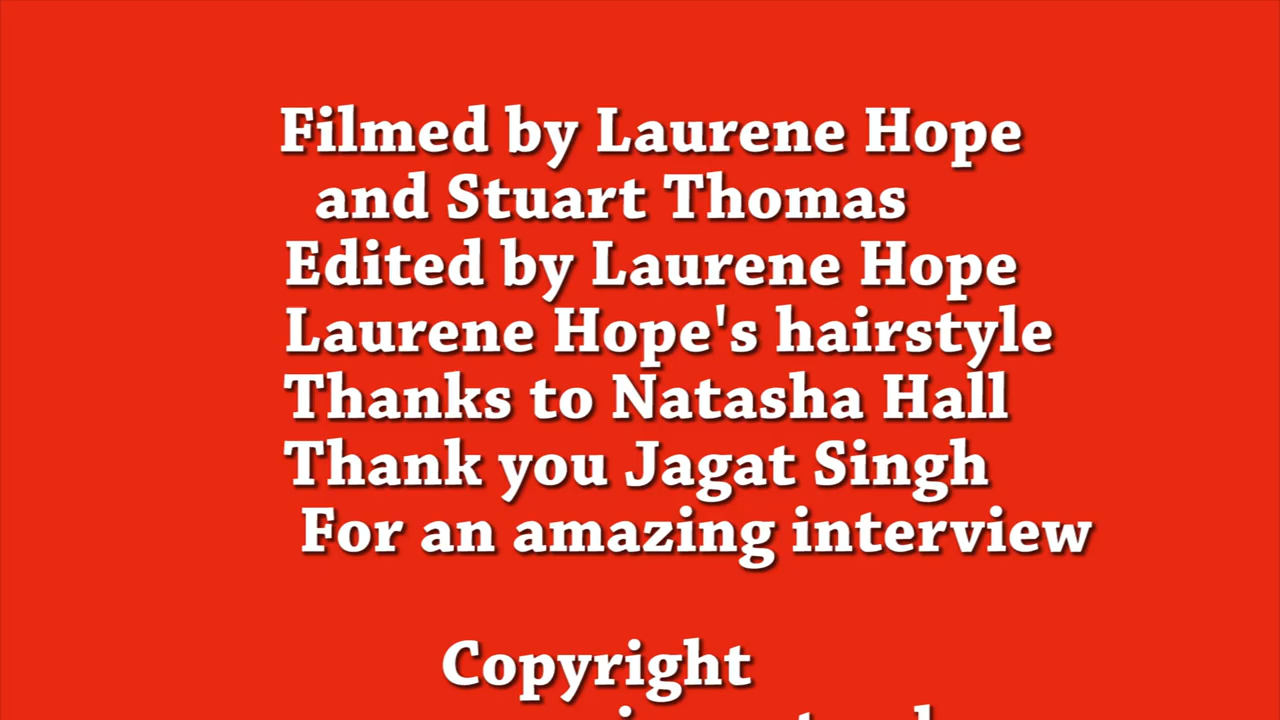 Filmed by Laurene Hope
and Stuart Thomas
Edited by Laurene Hope
Laurene Hope's hairstyle
Thanks to Natasha Hall
Thank you Jagat Singh
For an amazing interview
Copyright